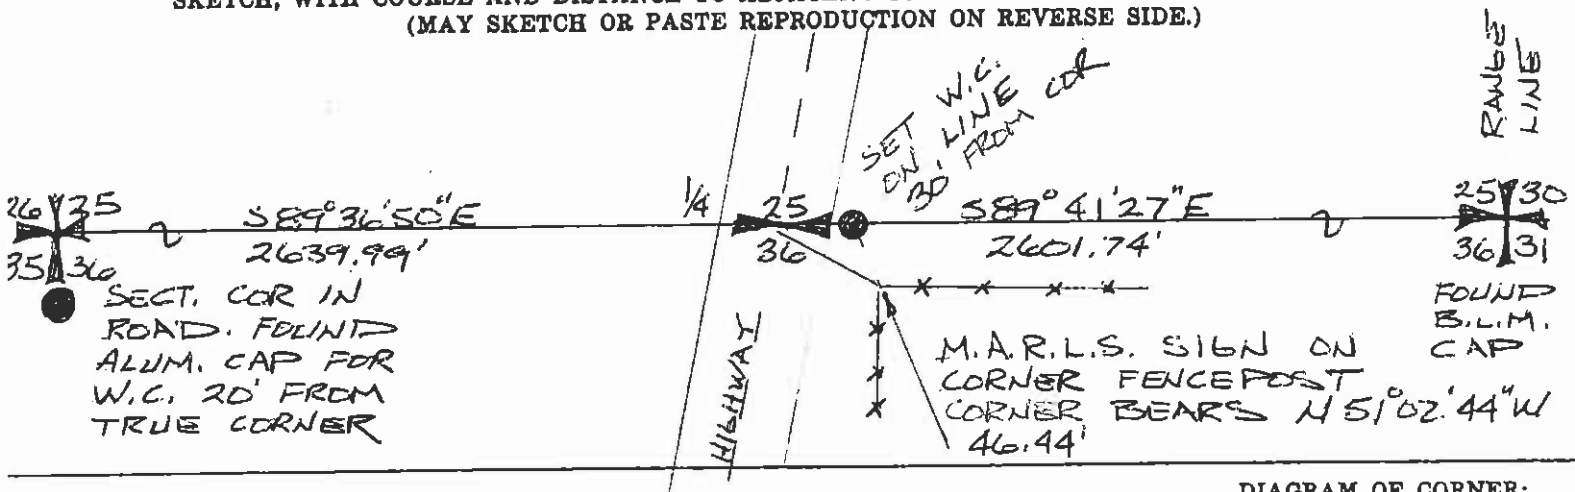 (MAY SKETCH OR PASTE REPRODUCTION ON REVERSE SIDE.)
RANGE
LINE
SET W.C.
ON LINE
30' FROM COR
26 25
S89°36'50"E
1/4 25
S89°41'27"E
25 30
2639.99'
36
2601.74'
35 36
36 31
SECT. COR IN
ROAD. FOUND
ALUM. CAP FOR
W.C. 20' FROM
TRUE CORNER
HIGHWAY
M.A.R.L.S. SIGN ON
CORNER FENCEPOST
CORNER BEARS N51°02'44"W
46.44'
FOUND
B.L.M.
CAP
DIAGRAM OF CORNER: